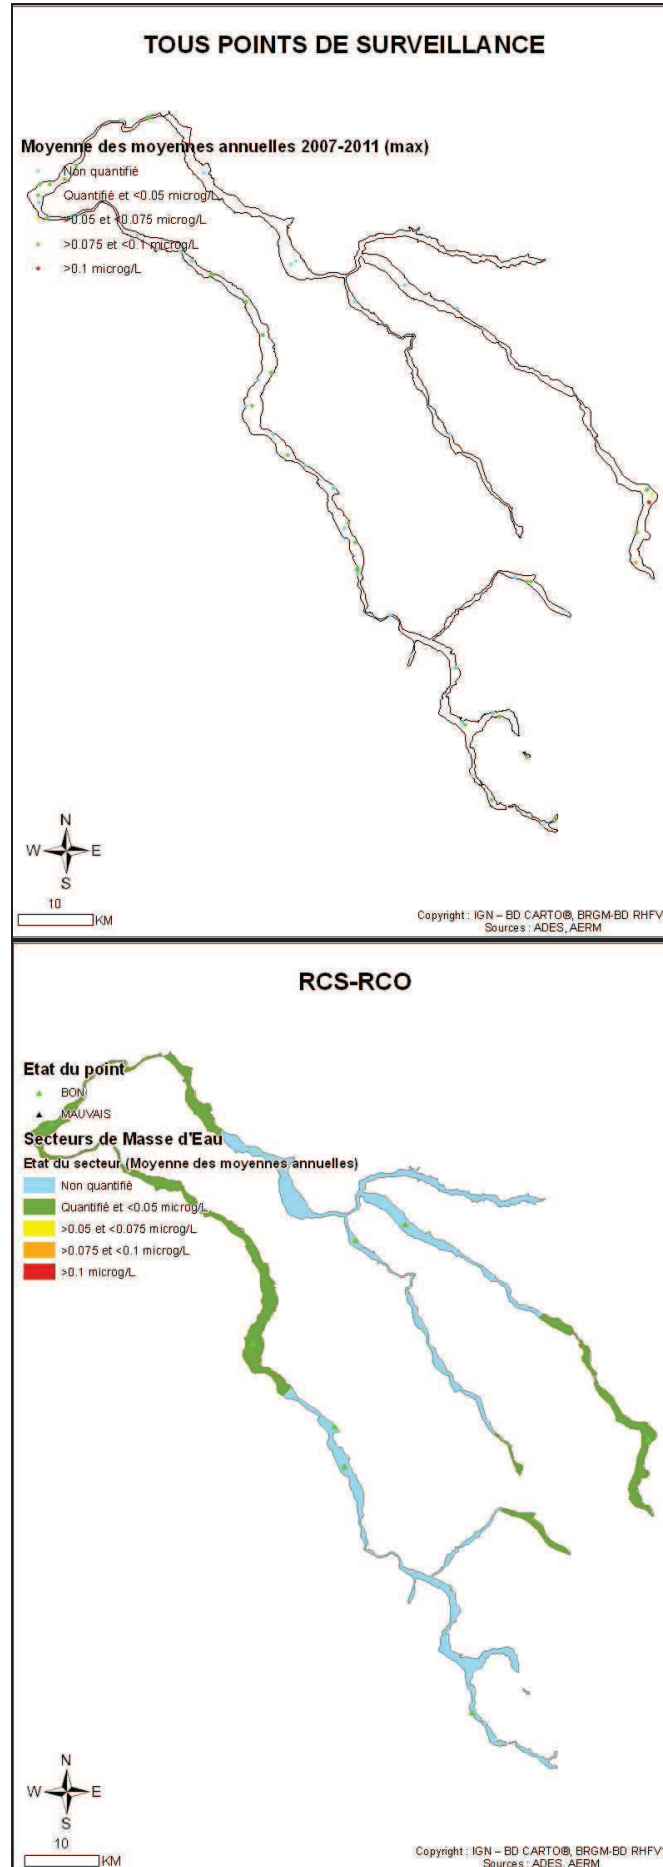 TOUS POINTS DE SURVEILLANCE
Moyenne des moyennes annuelles 2007-2011 (max)
Non quantifié
Quantifié et <0.05 microg/L
>0.05 et <0.075 microg/L
>0.075 et <0.1 microg/L
>0.1 microg/L
N
W E
S
10
KM
Copyright : IGN – BD CARTO®, BRGM-BD RHFV
Sources : ADES, AERM
RCS-RCO
Etat du point
BON
MAUVAIS
Secteurs de Masse d'Eau
Etat du secteur (Moyenne des moyennes annuelles)
Non quantifié
Quantifié et <0.05 microg/L
>0.05 et <0.075 microg/L
>0.075 et <0.1 microg/L
>0.1 microg/L
N
W E
S
10
KM
Copyright : IGN – BD CARTO®, BRGM-BD RHFV
Sources : ADES, AERM